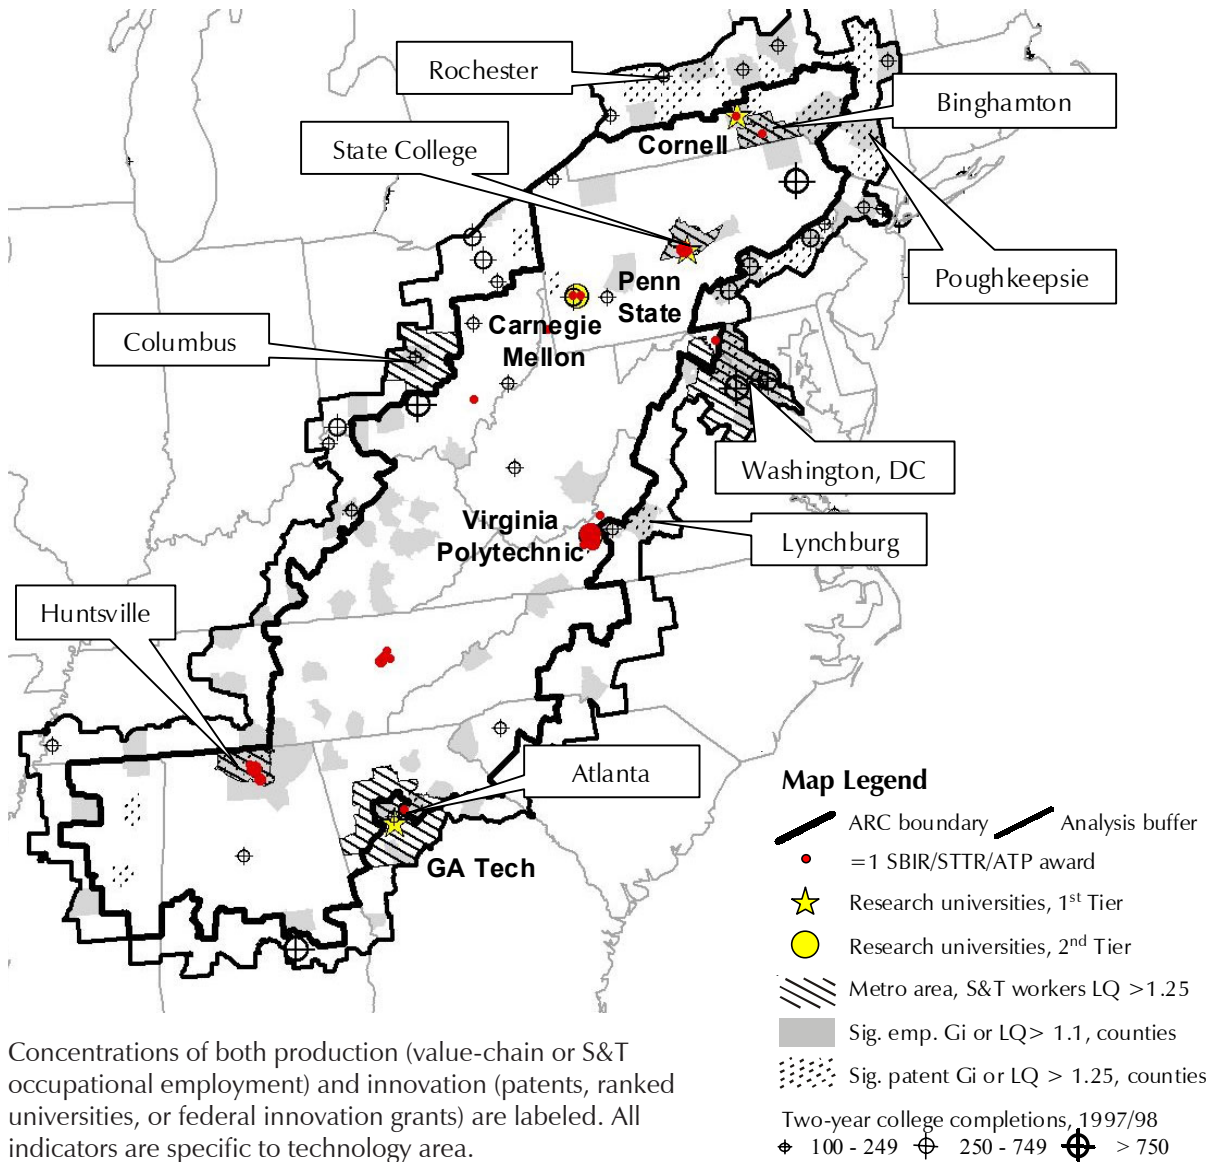 Rochester
Binghamton
State College
Cornell
Poughkeepsie
Penn
State
Columbus
Carnegie
Mellon
Washington, DC
Virginia
Polytechnic
Lynchburg
Huntsville
Atlanta
GA Tech
Map Legend
ARC boundary
Analysis buffer
=1 SBIR/STTR/ATP award
Research universities, 1st Tier
Research universities, 2nd Tier
Metro area, S&T workers LQ >1.25
Sig. emp. Gi or LQ> 1.1, counties
Sig. patent Gi or LQ > 1.25, counties
Two-year college completions, 1997/98
100 - 249 250 - 749 > 750
Concentrations of both production (value-chain or S&T
occupational employment) and innovation (patents, ranked
universities, or federal innovation grants) are labeled. All
indicators are specific to technology area.